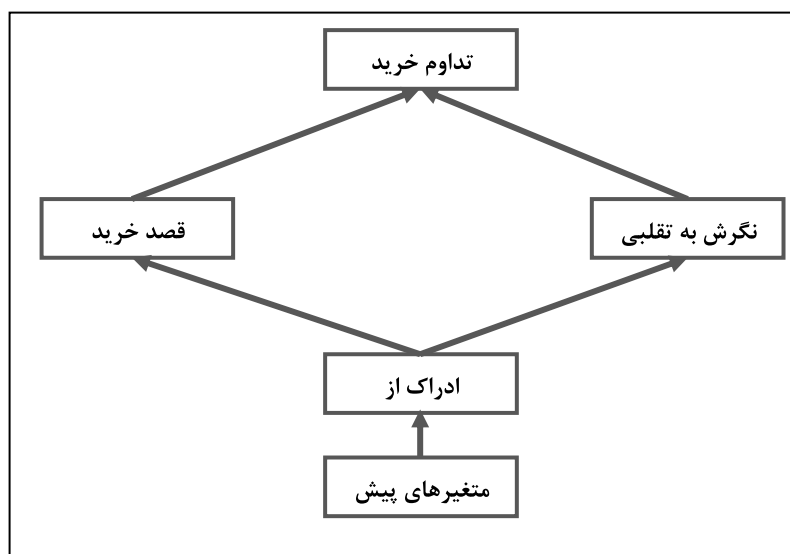 تداوم خرید
نگرش به تقلبی
قصد خرید
ادراک از
متغیرهای پیش